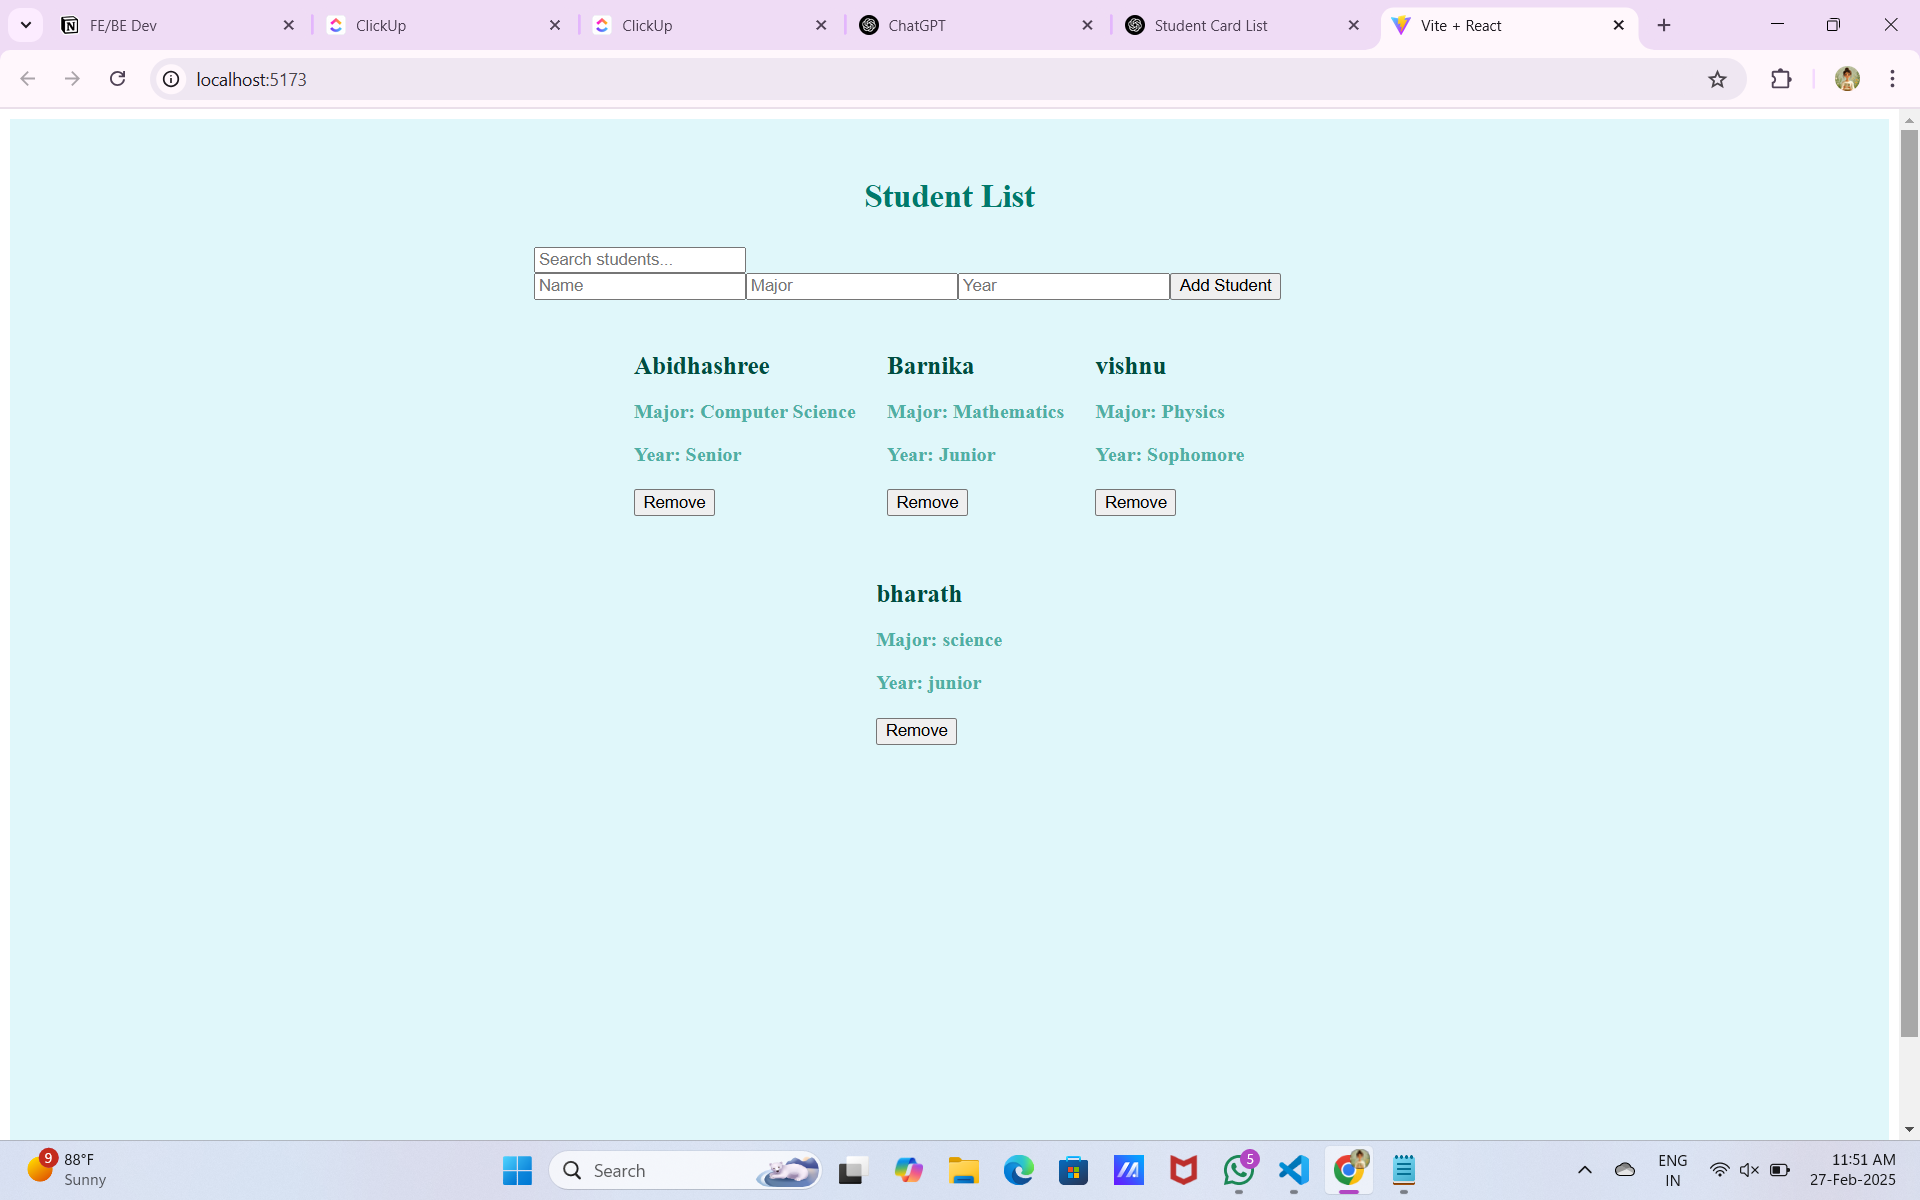 FE/BE Dev
ClickUp
ClickUp
ChatGPT
Student Card List
Vite + React
localhost:5173
Student List
Search students...
Name Major Year Add Student
Abidhashree Barnika vishnu
Major: Computer Science Major: Mathematics Major: Physics
Year: Senior Year: Junior Year: Sophomore
Remove Remove Remove
bharath
Major: science
Year: junior
Remove
9
88°F
Sunny
Search
5
ENG
IN
11:51 AM
27-Feb-2025